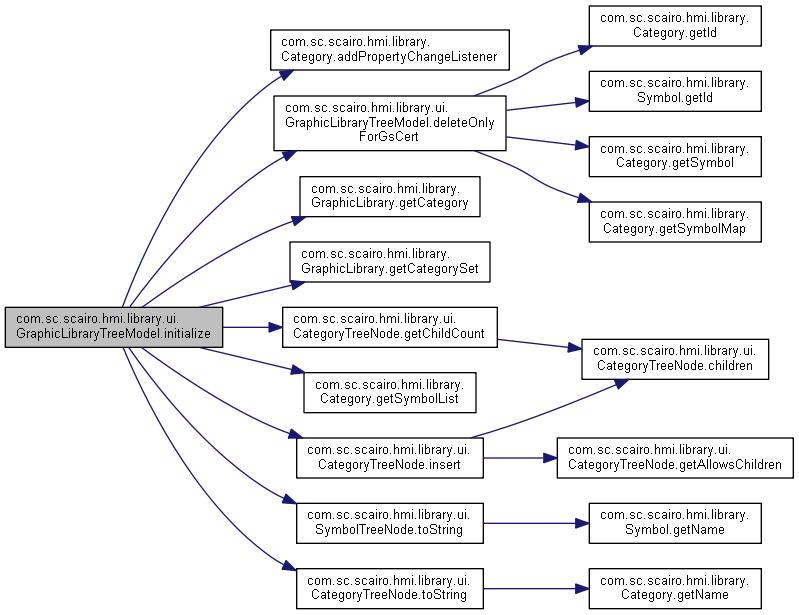 com.sc.scairo.hmi.library.ui.
GraphicLibraryTreeModel.initialize
com.sc.scairo.hmi.library.
Category.addPropertyChangeListener
com.sc.scairo.hmi.library.ui.
GraphicLibraryTreeModel.deleteOnly
ForGsCert
com.sc.scairo.hmi.library.
GraphicLibrary.getCategory
com.sc.scairo.hmi.library.
GraphicLibrary.getCategorySet
com.sc.scairo.hmi.library.ui.
CategoryTreeNode.getChildCount
com.sc.scairo.hmi.library.
Category.getSymbolList
com.sc.scairo.hmi.library.ui.
CategoryTreeNode.insert
com.sc.scairo.hmi.library.ui.
SymbolTreeNode.toString
com.sc.scairo.hmi.library.ui.
CategoryTreeNode.toString
com.sc.scairo.hmi.library.
Category.getId
com.sc.scairo.hmi.library.
Symbol.getId
com.sc.scairo.hmi.library.
Category.getSymbol
com.sc.scairo.hmi.library.
Category.getSymbolMap
com.sc.scairo.hmi.library.ui.
CategoryTreeNode.children
com.sc.scairo.hmi.library.ui.
CategoryTreeNode.getAllowsChildren
com.sc.scairo.hmi.library.
Symbol.getName
com.sc.scairo.hmi.library.
Category.getName